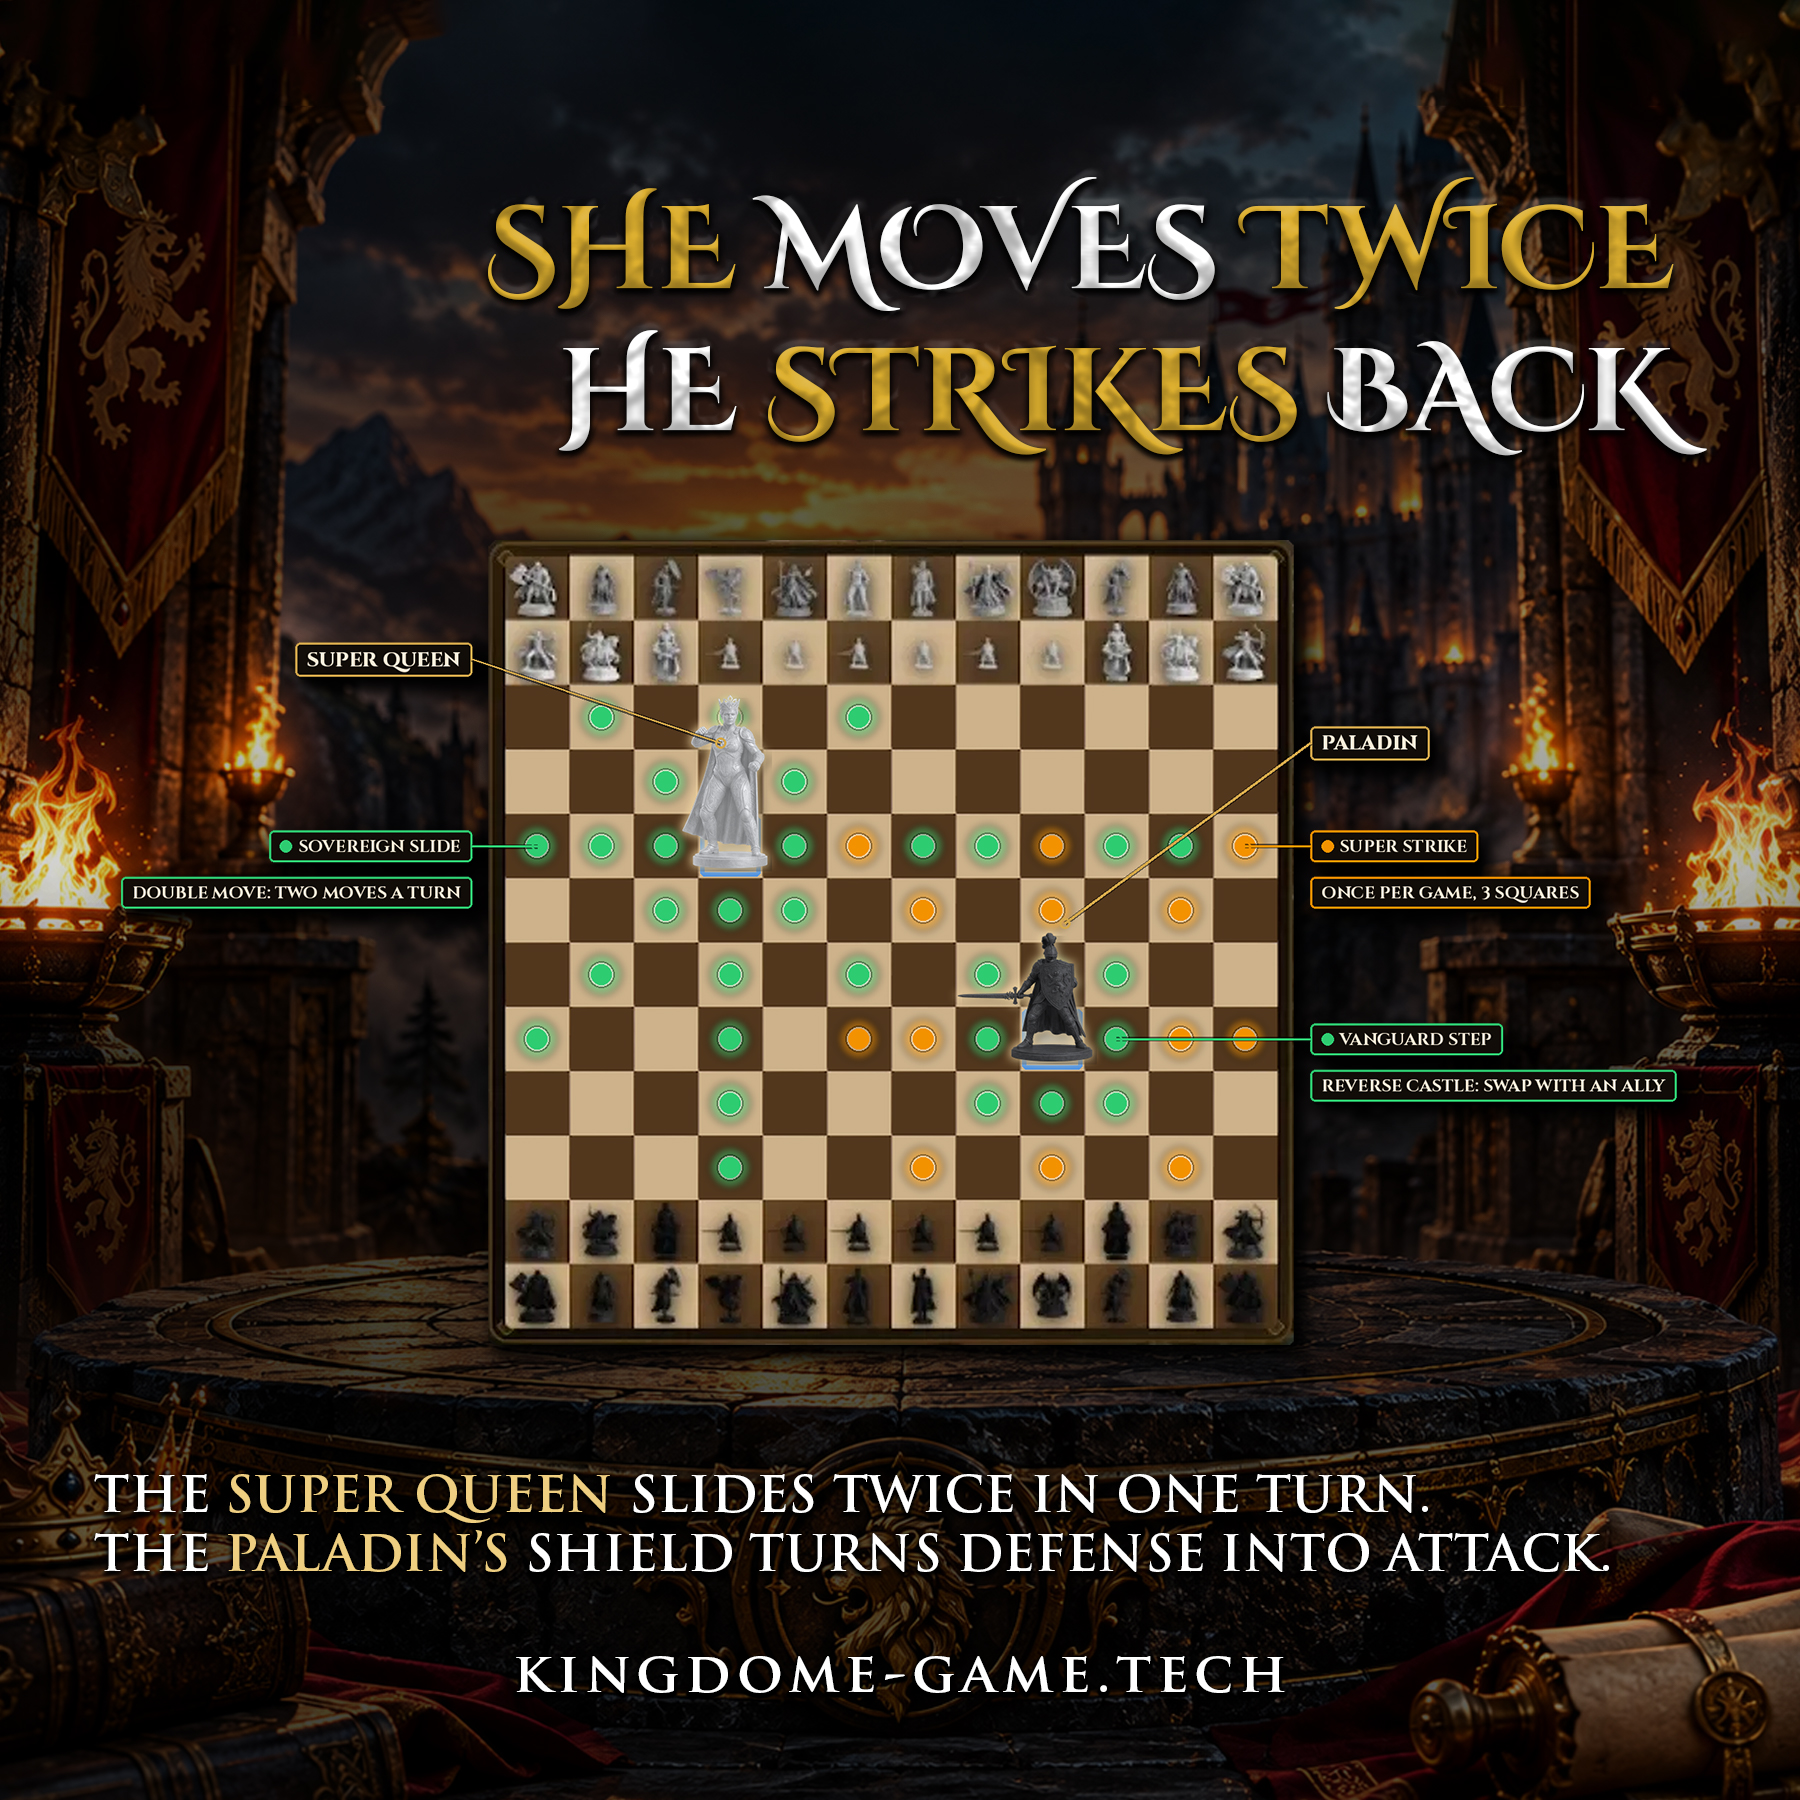 SHE MOVES TWICE
HE STRIKES BACK
SUPER QUEEN
PALADIN
SOVEREIGN SLIDE
DOUBLE MOVE: TWO MOVES A TURN
SUPER STRIKE
ONCE PER GAME, 3 SQUARES
VANGUARD STEP
REVERSE CASTLE: SWAP WITH AN ALLY
THE SUPER QUEEN SLIDES TWICE IN ONE TURN.
THE PALADIN'S SHIELD TURNS DEFENSE INTO ATTACK.
KINGDOME-GAME.TECH